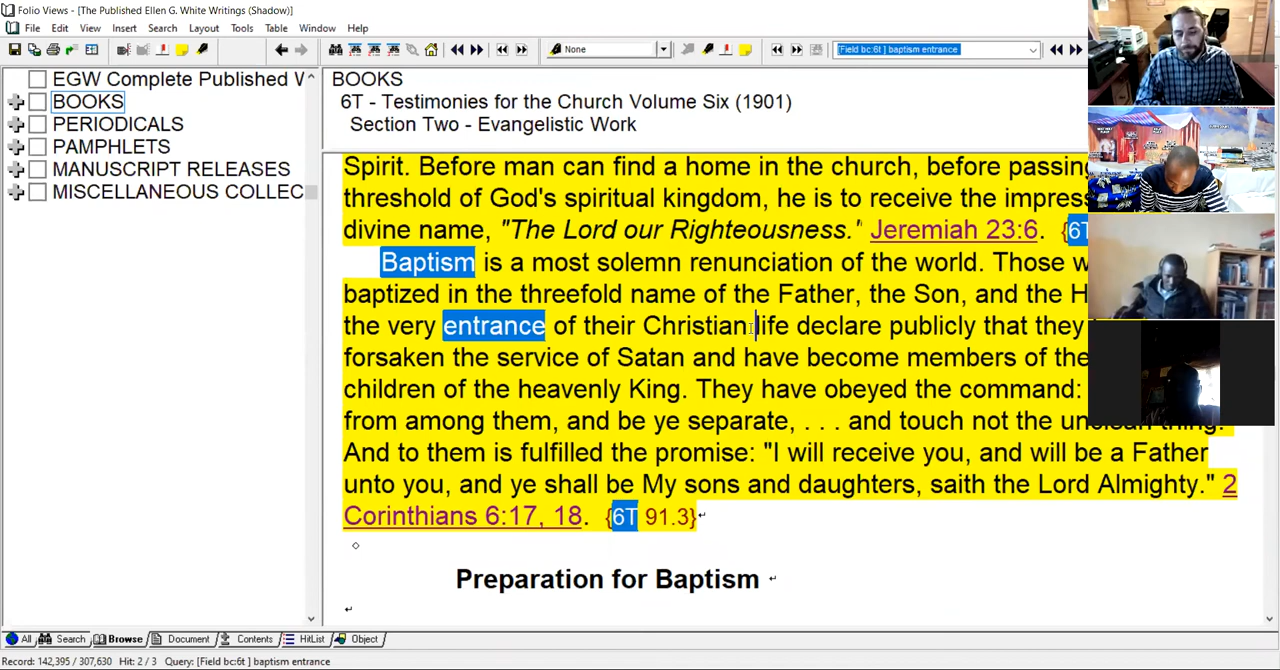 Folio Views - [The Published Ellen G. White Writings (Shadow)]
File Edit View Insert Search Layout Tools Table Window Help
None
[Field bc:6t ] baptism entrance
EGW Complete Published W
BOOKS
PERIODICALS
PAMPHLETS
MANUSCRIPT RELEASES
MISCELLANEOUS COLLEC
BOOKS
6T - Testimonies for the Church Volume Six (1901)
Section Two - Evangelistic Work
Spirit. Before man can find a home in the church, before passing
threshold of God's spiritual kingdom, he is to receive the impress
divine name, "The Lord our Righteousness." Jeremiah 23:6. {6T
Baptism is a most solemn renunciation of the world. Those w
baptized in the threefold name of the Father, the Son, and the H
the very entrance of their Christian life declare publicly that they
forsaken the service of Satan and have become members of the
children of the heavenly King. They have obeyed the command:
from among them, and be ye separate, . . . and touch not the unclean thing.
And to them is fulfilled the promise: "I will receive you, and will be a Father
unto you, and ye shall be My sons and daughters, saith the Lord Almighty." 2
Corinthians 6:17, 18. {6T 91.3}
Preparation for Baptism
All Search Browse Document Contents HitList Object
Record: 142,395 / 307,630 Hit: 2 / 3 Query: [Field bc:6t ] baptism entrance